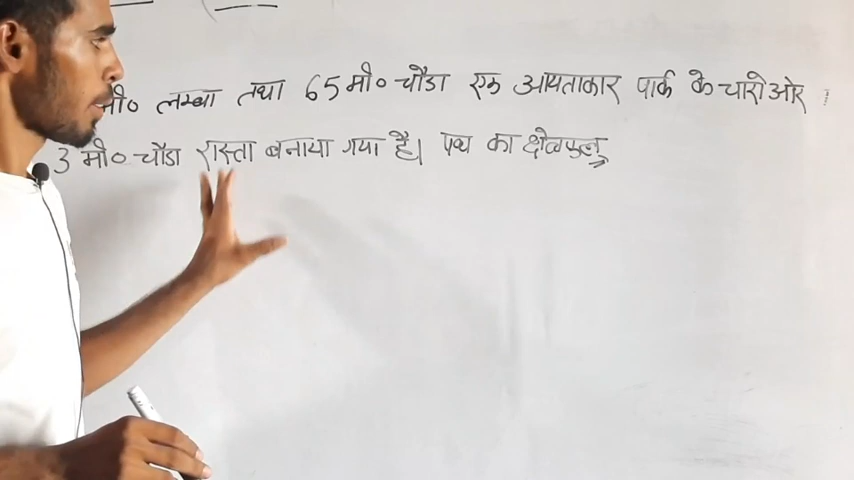 मी० लम्बा तथा 65 मी० चौडा एक आयताकार पार्क के चारो ओर
3 मी० चौडा रास्ता बनाया गया है। पथ का क्षेत्रफल